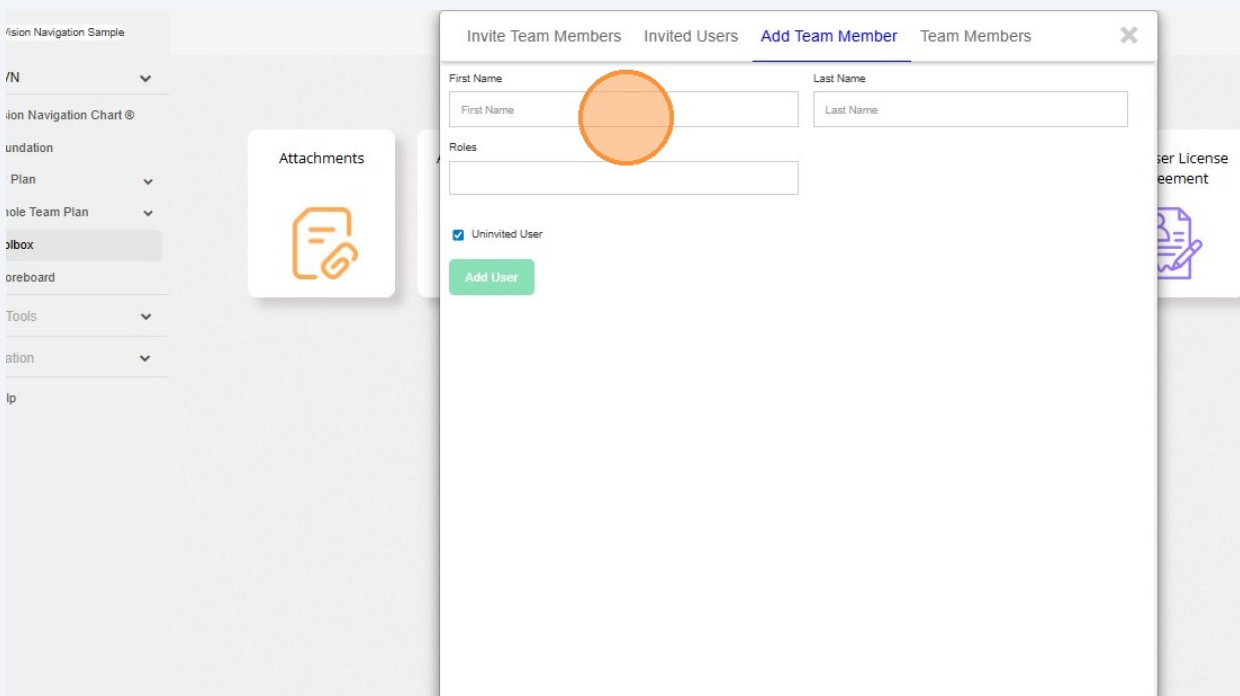 Vision Navigation Sample
VN
sion Navigation Chart ®
undation
Plan
hole Team Plan
olbox
oreboard
Tools
ation
lp
Attachments
Invite Team Members Invited Users Add Team Member Team Members
First Name Last Name
First Name Last Name
Roles
Uninvited User
Add User
ser License
eement